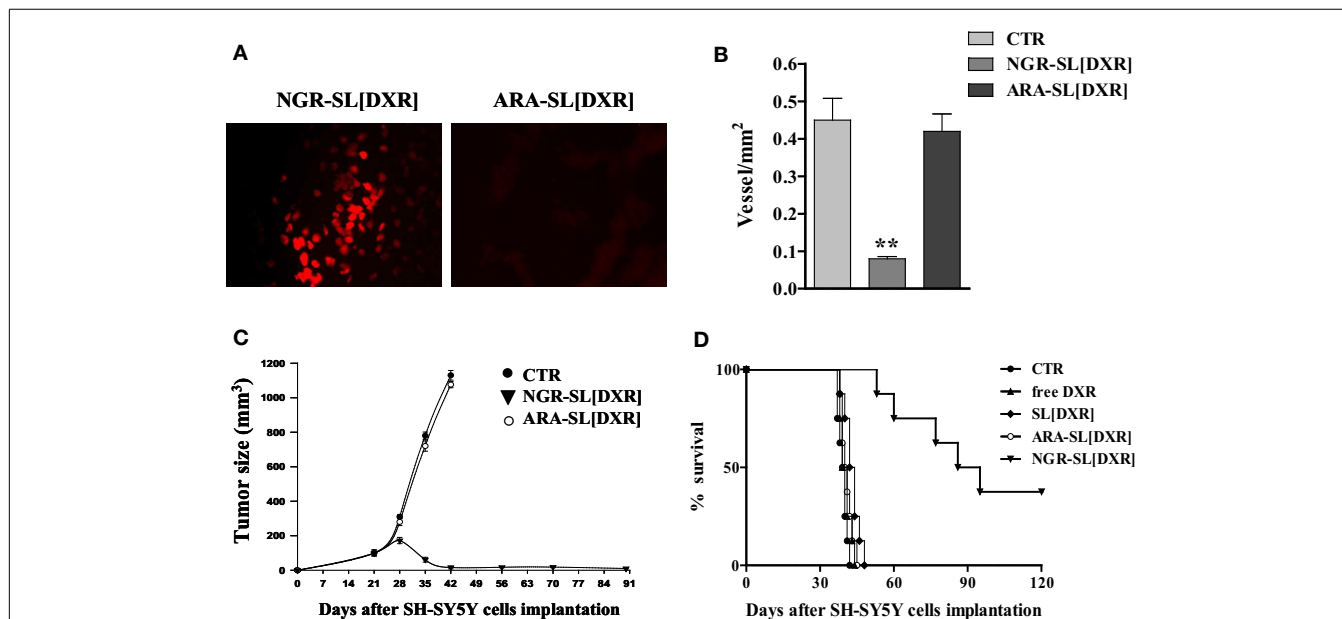 A
NGR-SL[DXR]
ARA-SL[DXR]
B
CTR
NGR-SL[DXR]
ARA-SL[DXR]
Vessel/mm²
0.6
0.5
0.4
0.3
0.2
0.1
0.0
**
C
Tumor size (mm³)
1200
1000
800
600
400
200
0
0 7 14 21 28 35 42 49 56 63 70 77 84 91
Days after SH-SY5Y cells implantation
CTR
NGR-SL[DXR]
ARA-SL[DXR]
D
% survival
100
50
0
0 30 60 90 120
Days after SH-SY5Y cells implantation
CTR
free DXR
SL[DXR]
ARA-SL[DXR]
NGR-SL[DXR]